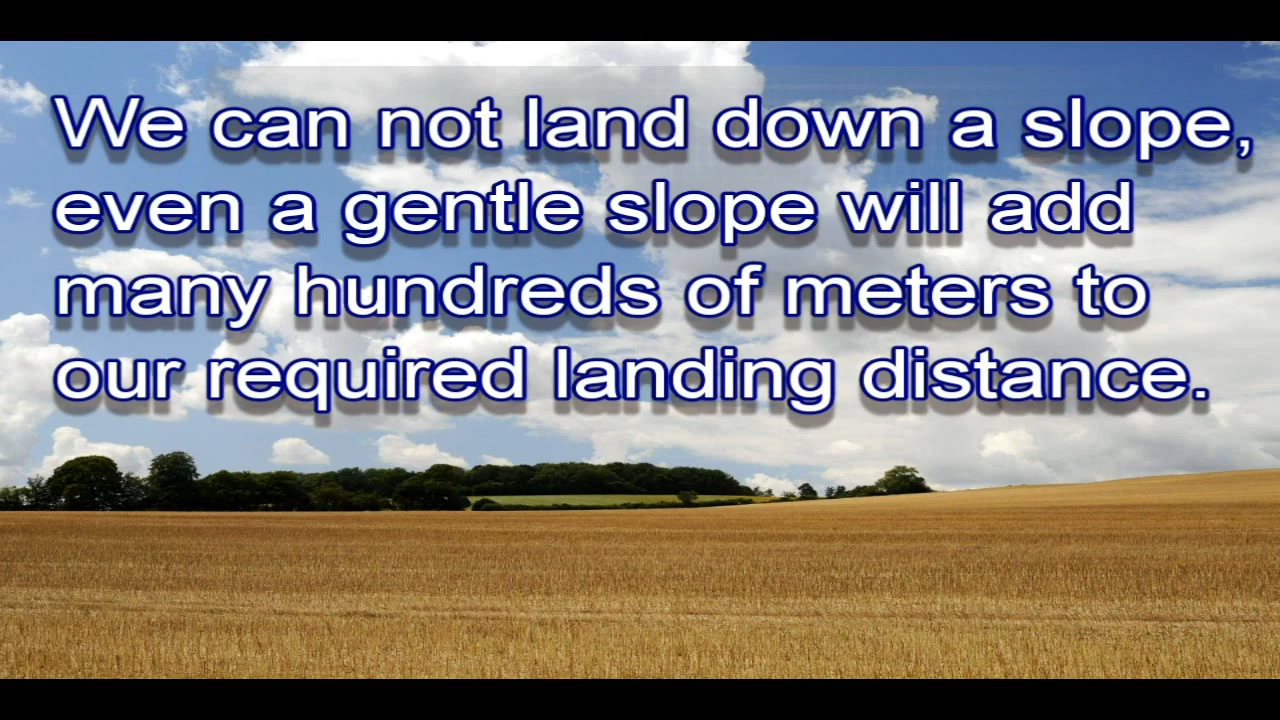 We can not land down a slope,
even a gentle slope will add
many hundreds of meters to
our required landing distance.